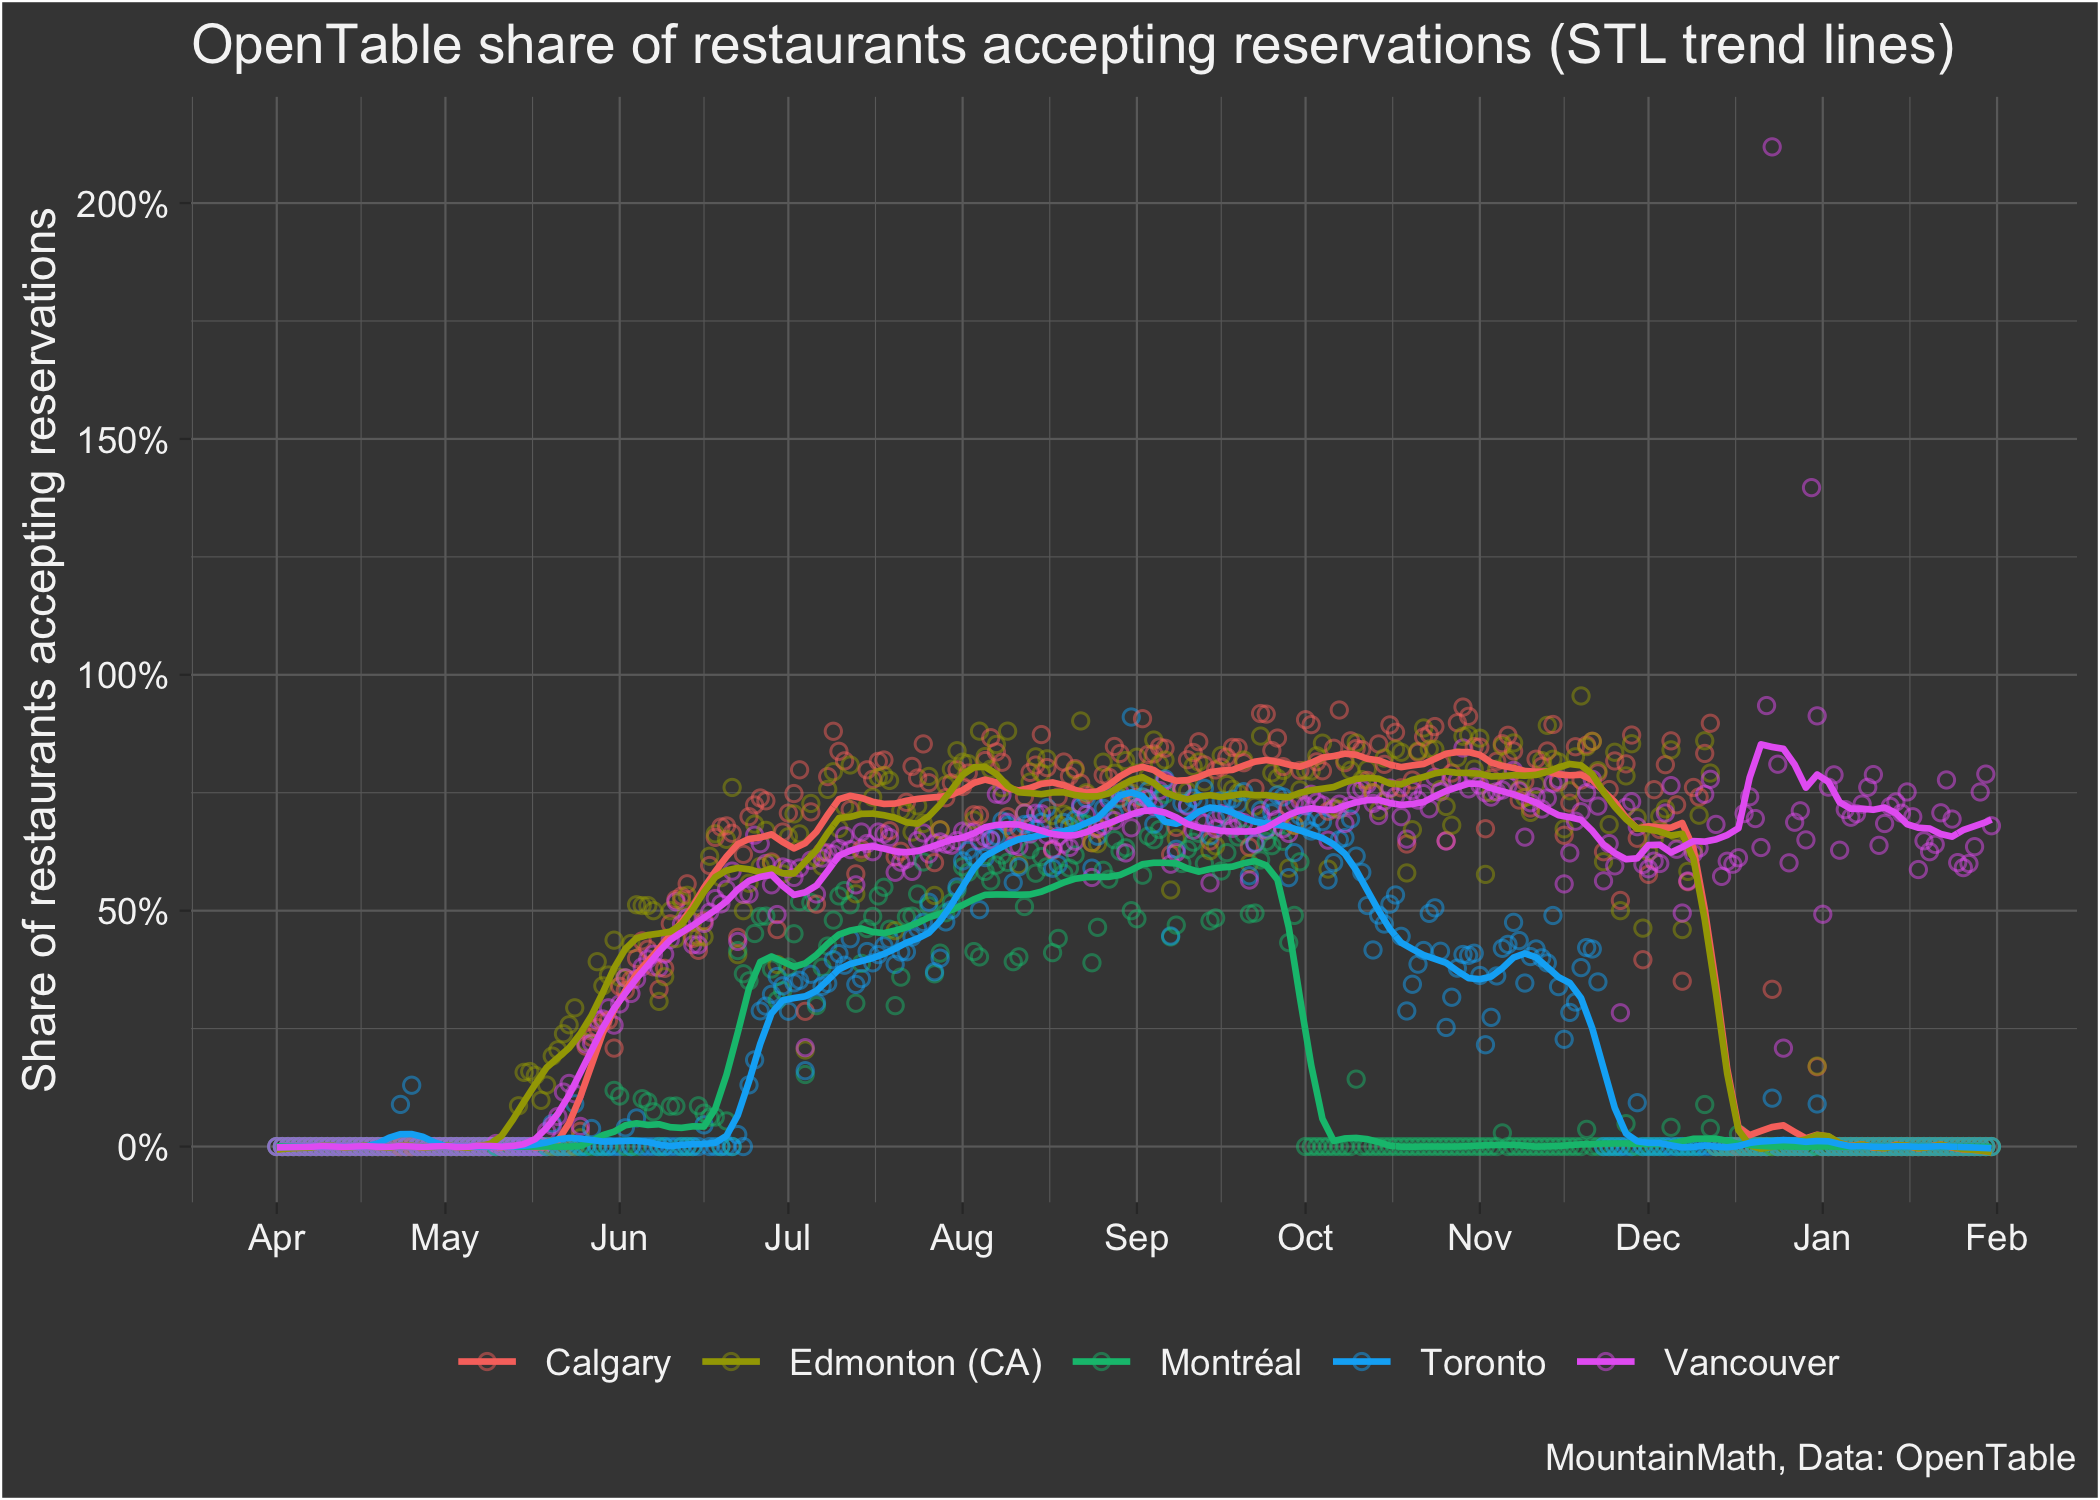 OpenTable share of restaurants accepting reservations (STL trend lines)
Share of restaurants accepting reservations
200%
150%
100%
50%
0%
Apr May Jun Jul Aug Sep Oct Nov Dec Jan Feb
Calgary Edmonton (CA) Montréal Toronto Vancouver
MountainMath, Data: OpenTable